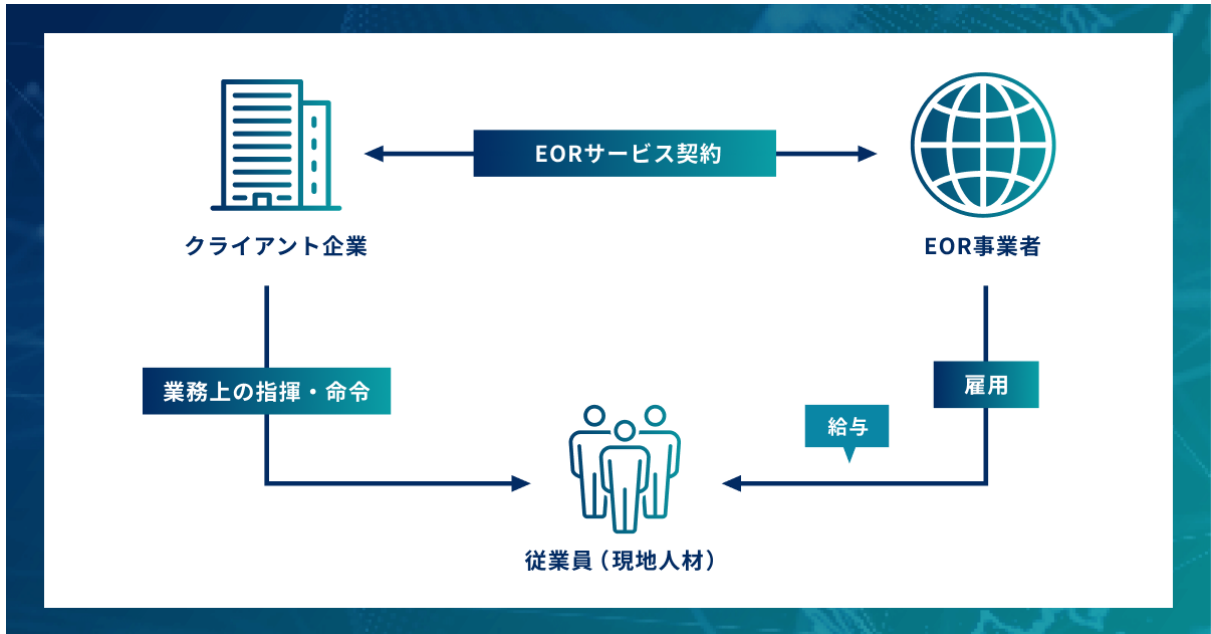 EORサービス契約
クライアント企業
EOR事業者
業務上の指揮・命令
雇用
給与
従業員（現地人材）